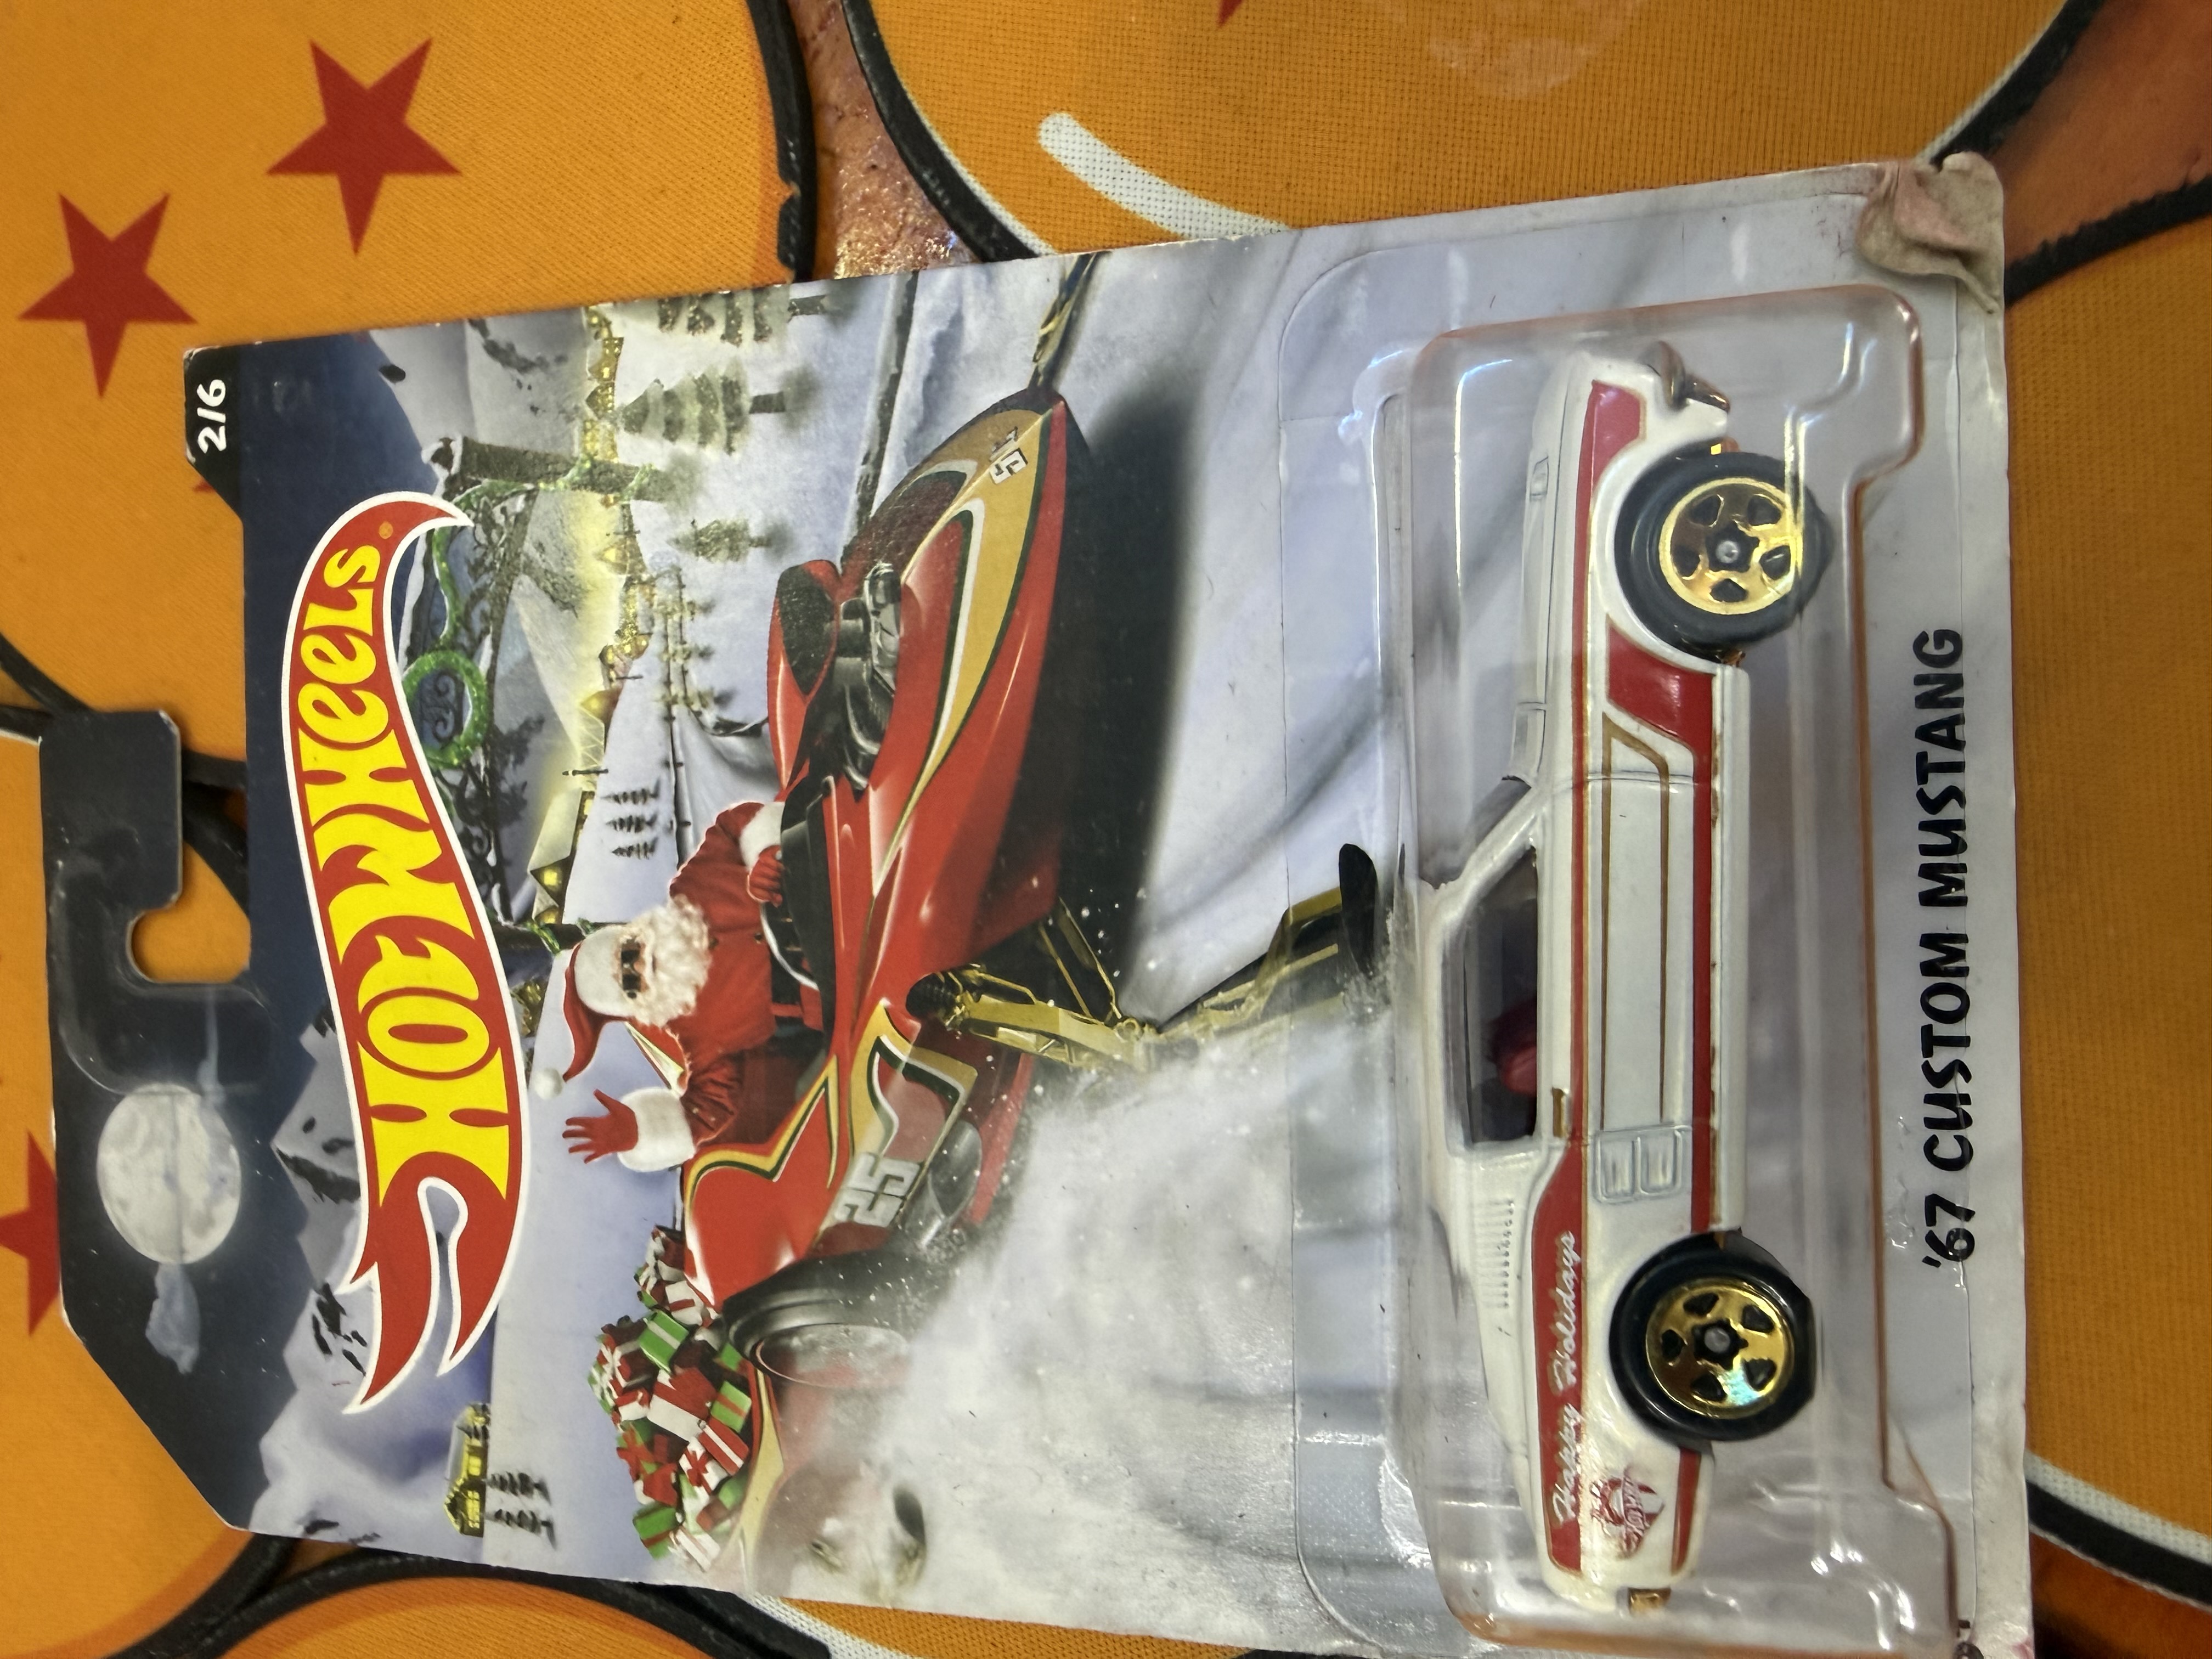 2/6
HOT WHEELS
25
Happy Holidays
'67 CUSTOM MUSTANG